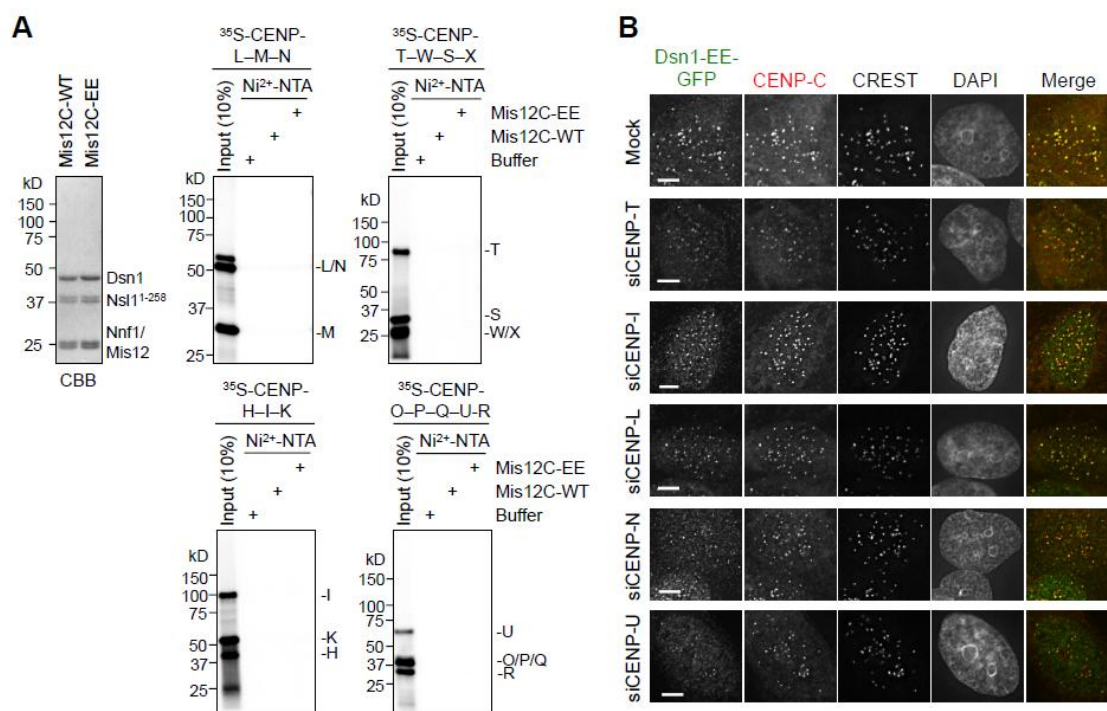 A
Mis12C-WT
Mis12C-EE
kD
150
100
75
50
37
25
Dsn1
Nsl1¹⁻²⁵⁸
Nnf1/
Mis12
CBB
³⁵S-CENP-
L–M–N
Input (10%)
Ni²⁺-NTA
+
+
+
kD
150
100
75
50
37
25
-L/N
-M
³⁵S-CENP-
T–W–S–X
Input (10%)
Ni²⁺-NTA
+ Mis12C-EE
+ Mis12C-WT
+ Buffer
kD
250
150
100
75
50
37
25
-T
-S
-W/X
³⁵S-CENP-
H–I–K
Input (10%)
Ni²⁺-NTA
+
+
+
kD
150
100
75
50
37
25
-I
-K
-H
³⁵S-CENP-
O–P–Q–U-R
Input (10%)
Ni²⁺-NTA
+ Mis12C-EE
+ Mis12C-WT
+ Buffer
kD
150
100
75
50
37
25
-U
-O/P/Q
-R
B
Dsn1-EE-
GFP
CENP-C
CREST
DAPI
Merge
Mock
siCENP-T
siCENP-I
siCENP-L
siCENP-N
siCENP-U